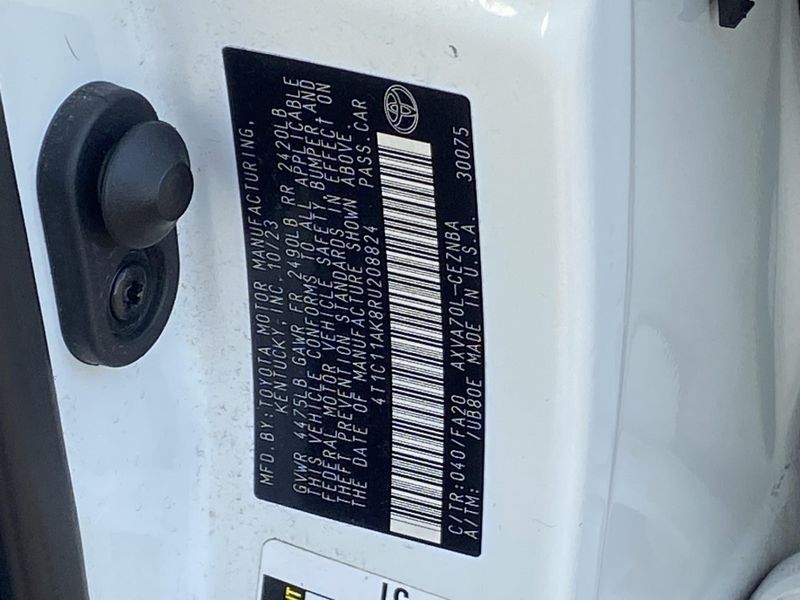 MFD.BY: TOYOTA MOTOR MANUFACTURING,
KENTUCKY, INC. 10/23
GVWR 4475LB GAWR FR 2490LB RR 2420LB
THIS VEHICLE CONFORMS TO ALL APPLICABLE
FEDERAL MOTOR VEHICLE SAFETY BUMPER AND
THEFT PREVENTION STANDARDS IN EFFECT ON
THE DATE OF MANUFACTURE SHOWN ABOVE.
4T1C11AK8RU208824 PASS.CAR
C/TR:040/FA20 AXVA70L-CEZNBA
A/TM: /UB80E MADE IN U.S.A. 30075